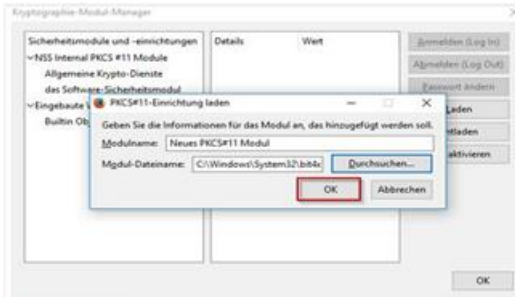 Kryptographie-Modul-Manager
Sicherheitsmodule und -einrichtungen
Details
Wert
NSS Internal PKCS #11 Module
Allgemeine Krypto-Dienste
das Software-Sicherheitsmodul
Eingebaute
Builtin Ob
Anmelden (Log In)
Abmelden (Log Out)
Passwort ändern
Laden
ntladen
aktivieren
PKCS#11-Einrichtung laden
Geben Sie die Informationen für das Modul an, das hinzugefügt werden soll.
Modulname: Neues PKCS#11 Modul
Modul-Dateiname: C:\Windows\System32\bit4x Durchsuchen...
OK Abbrechen
OK